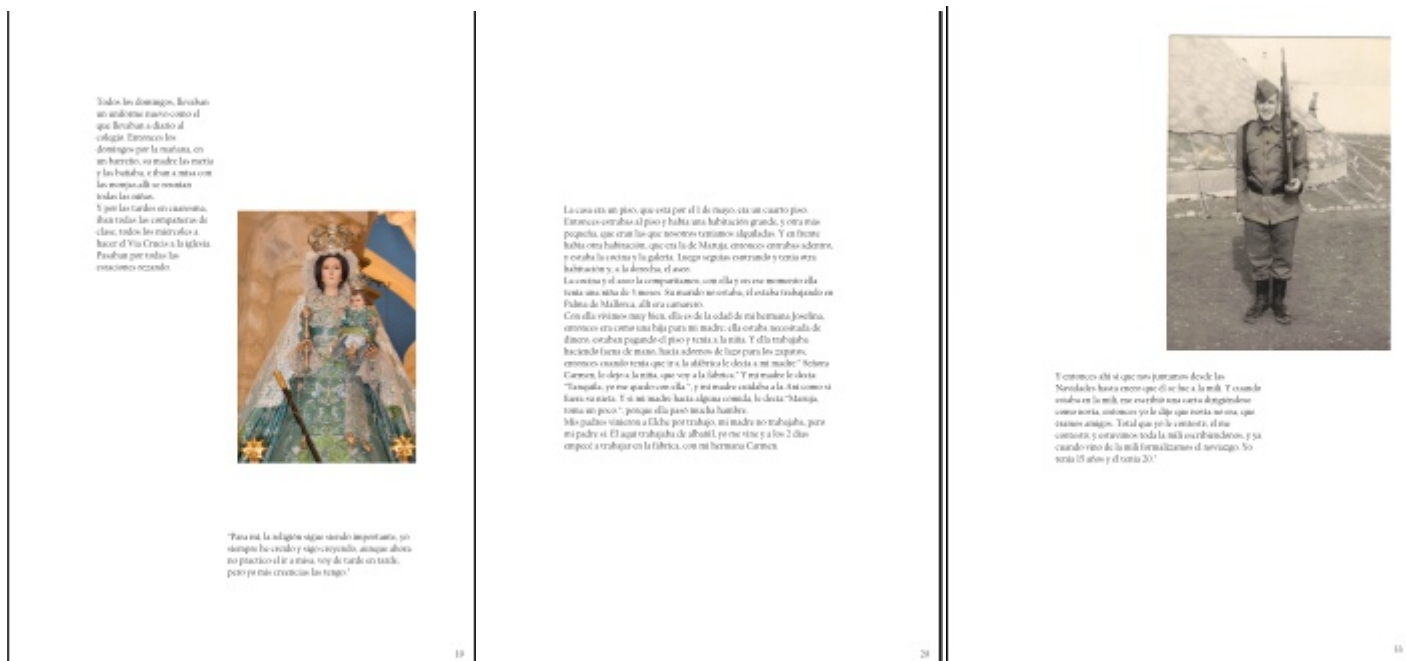 Todos los domingos, llevaban
un uniforme nuevo como el
que llevaban a diario al
colegio. Entonces los
domingos por la mañana, en
un barreño, su madre las metía
y las bañaba, e iban a misa con
las monjas allí se reunían
todas las niñas.
Y por las tardes en cuaresma,
iban todas las compañeras de
clase, todos los miércoles a
hacer el Via Crucis a la iglesia.
Pasaban por todas las
estaciones rezando.
"Para mí, la religión sigue siendo importante, yo
siempre he creído y sigo creyendo, aunque ahora
no practico el ir a misa, voy de tarde en tarde,
pero yo mis creencias las tengo."
19
La casa era un piso, que está por el 1 de mayo, era un cuarto piso.
Entonces entrabas al piso y había una habitación grande, y otra más
pequeña, que eran las que nosotros teníamos alquiladas. Y en frente
había otra habitación, que era la de Maruja, entonces entrabas adentro,
y estaba la cocina y la galería. Luego seguías entrando y tenía otra
habitación y, a la derecha, el aseo.
La cocina y el aseo la compartíamos, con ella y en ese momento ella
tenía una niña de 3 meses. Su marido no estaba, él estaba trabajando en
Palma de Mallorca, allí era camarero.
Con ella vivimos muy bien, ella es de la edad de mi hermana Joselina,
entonces era como una hija para mi madre; ella estaba necesitada de
dinero, estaban pagando el piso y tenía a la niña. Y ella trabajaba
haciendo faena de mano, hacía adornos de lazo para los zapatos,
entonces cuando tenía que ir a la fábrica le decía a mi madre" Señora
Carmen, le dejo a la niña, que voy a la fábrica." Y mi madre le decía
"Tranquila, yo me quedo con ella ", y mi madre cuidaba a la Ani como si
fuera su nieta. Y si mi madre hacía alguna comida, le decía "Maruja,
toma un poco ", porque ella pasó mucha hambre.
Mis padres vinieron a Elche por trabajo, mi madre no trabajaba, pero
mi padre sí. Él aquí trabajaba de albañil, yo me vine y a los 2 días
empecé a trabajar en la fábrica, con mi hermana Carmen.
Y entonces ahí sí que nos juntamos desde las
Navidades hasta enero que él se fue a la mili. Y cuando
estaba en la mili, me escribió una carta dirigiéndose
como novia, entonces yo le dije que novia no era, que
éramos amigos. Total que yo le contesté, él me
contestó, y estuvimos toda la mili escribiéndonos, y ya
cuando vino de la mili formalizamos el noviazgo. Yo
tenía 15 años y él tenía 20."